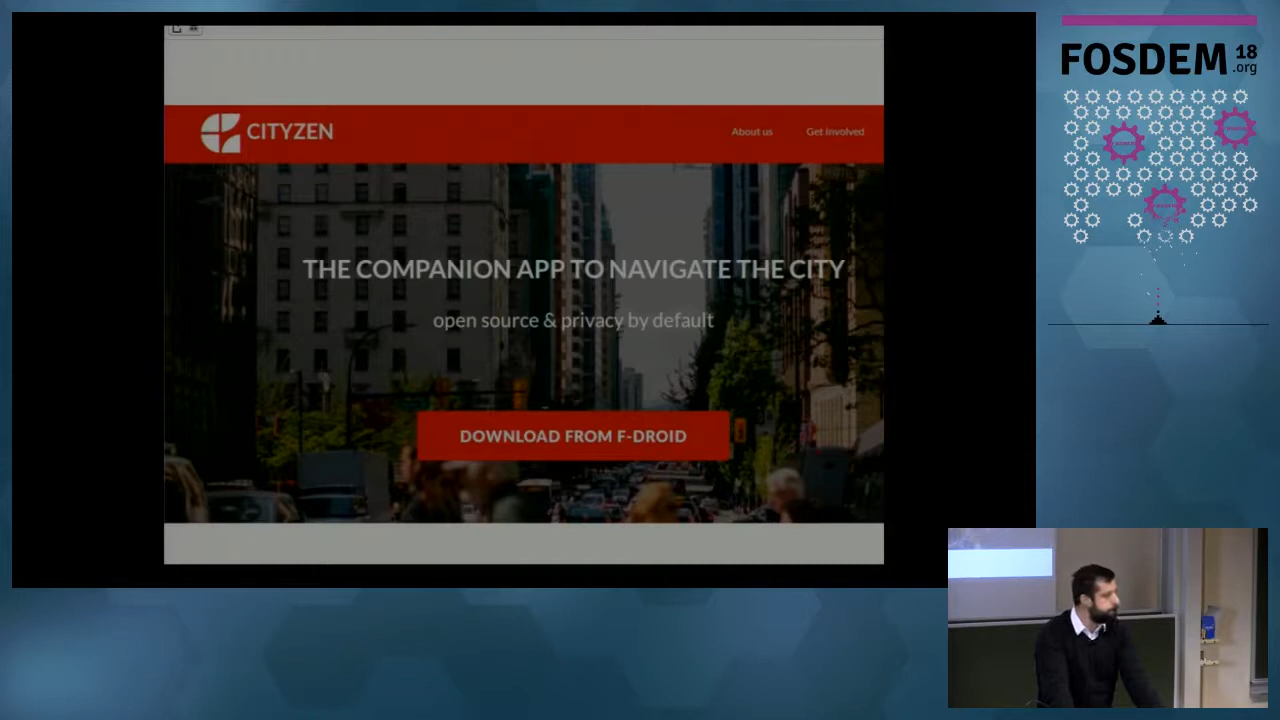 CITYZEN
About us
Get involved
THE COMPANION APP TO NAVIGATE THE CITY
open source & privacy by default
DOWNLOAD FROM F-DROID
FOSDEM 18
.org